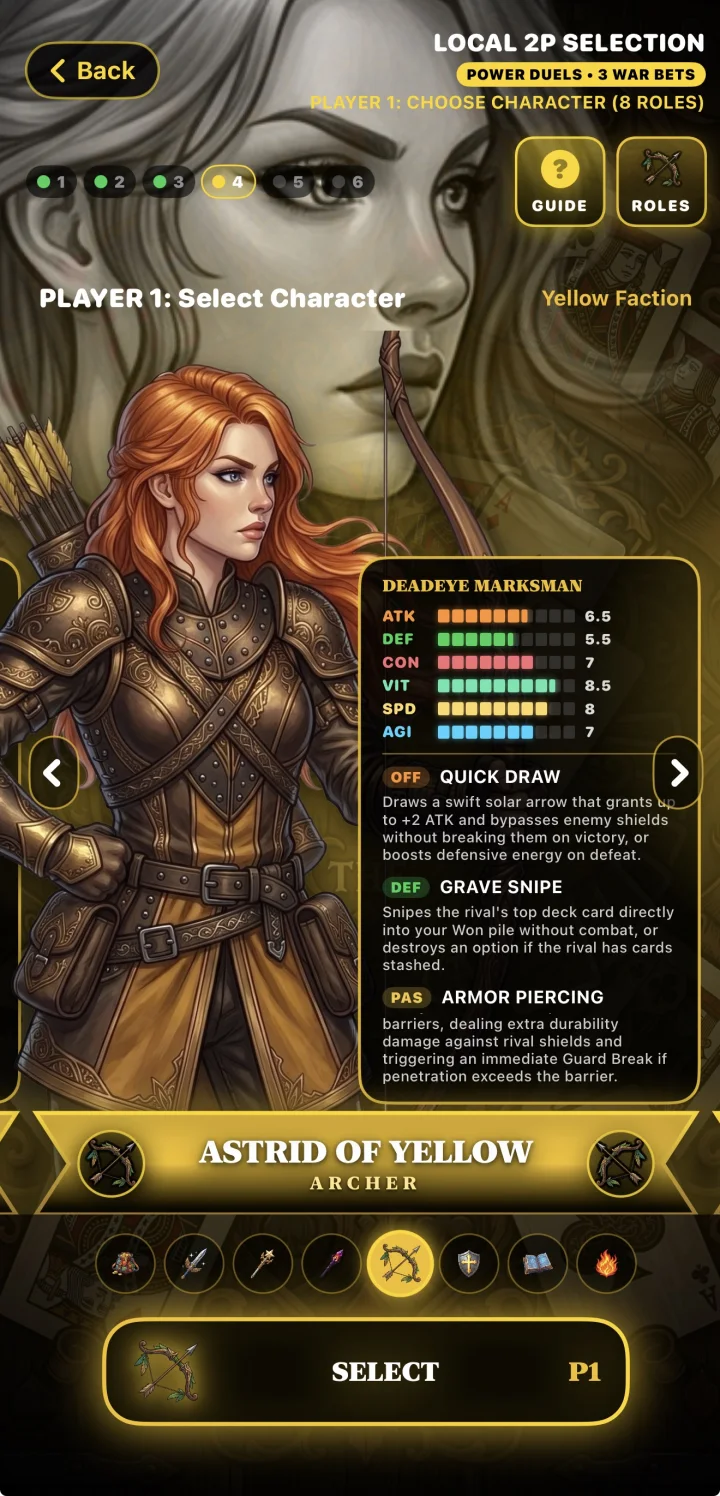 Back
LOCAL 2P SELECTION
POWER DUELS • 3 WAR BETS
PLAYER 1: CHOOSE CHARACTER (8 ROLES)
1 2 3 4 5 6
?
GUIDE
ROLES
PLAYER 1: Select Character
Yellow Faction
DEADEYE MARKSMAN
ATK 6.5
DEF 5.5
CON 7
VIT 8.5
SPD 8
AGI 7
OFF QUICK DRAW
Draws a swift solar arrow that grants up
to +2 ATK and bypasses enemy shields
without breaking them on victory, or
boosts defensive energy on defeat.
DEF GRAVE SNIPE
Snipes the rival's top deck card directly
into your Won pile without combat, or
destroys an option if the rival has cards
stashed.
PAS ARMOR PIERCING
barriers, dealing extra durability
damage against rival shields and
triggering an immediate Guard Break if
penetration exceeds the barrier.
ASTRID OF YELLOW
ARCHER
SELECT
P1